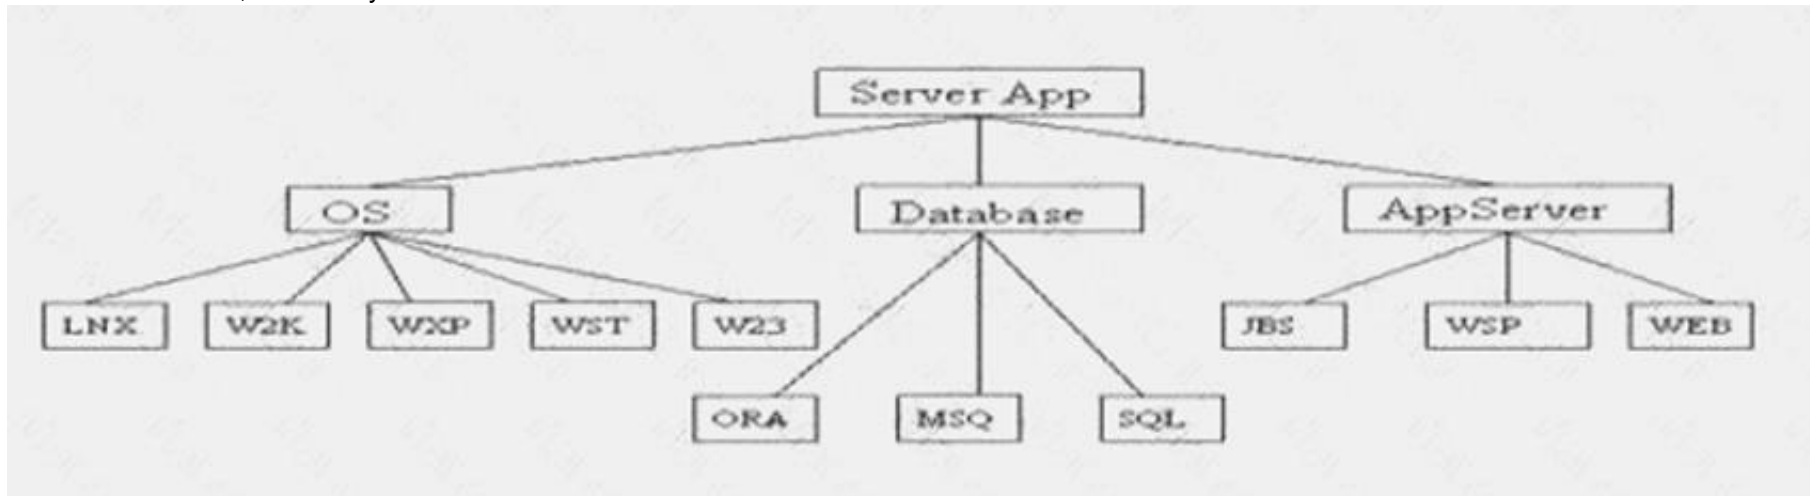 Server App
OS
Database
AppServer
LNX
W2K
WXP
WST
W23
JBS
WSP
WEB
ORA
MSQ
SQL